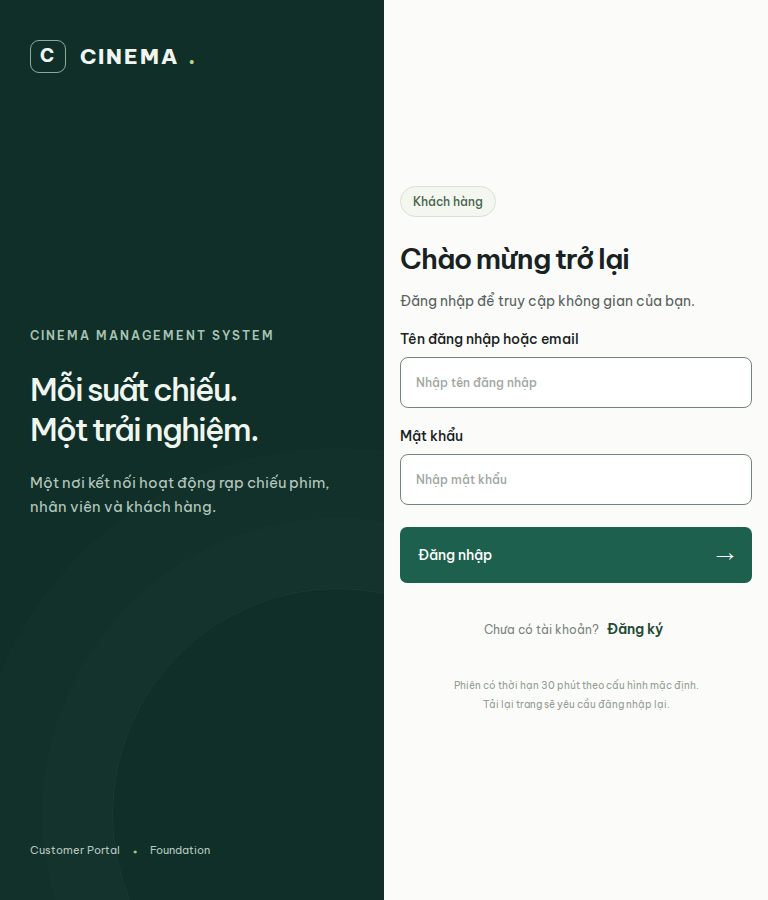 C CINEMA .
CINEMA MANAGEMENT SYSTEM
Mỗi suất chiếu.
Một trải nghiệm.
Một nơi kết nối hoạt động rạp chiếu phim,
nhân viên và khách hàng.
Customer Portal • Foundation
Khách hàng
Chào mừng trở lại
Đăng nhập để truy cập không gian của bạn.
Tên đăng nhập hoặc email
Nhập tên đăng nhập
Mật khẩu
Nhập mật khẩu
Đăng nhập →
Chưa có tài khoản? Đăng ký
Phiên có thời hạn 30 phút theo cấu hình mặc định.
Tải lại trang sẽ yêu cầu đăng nhập lại.